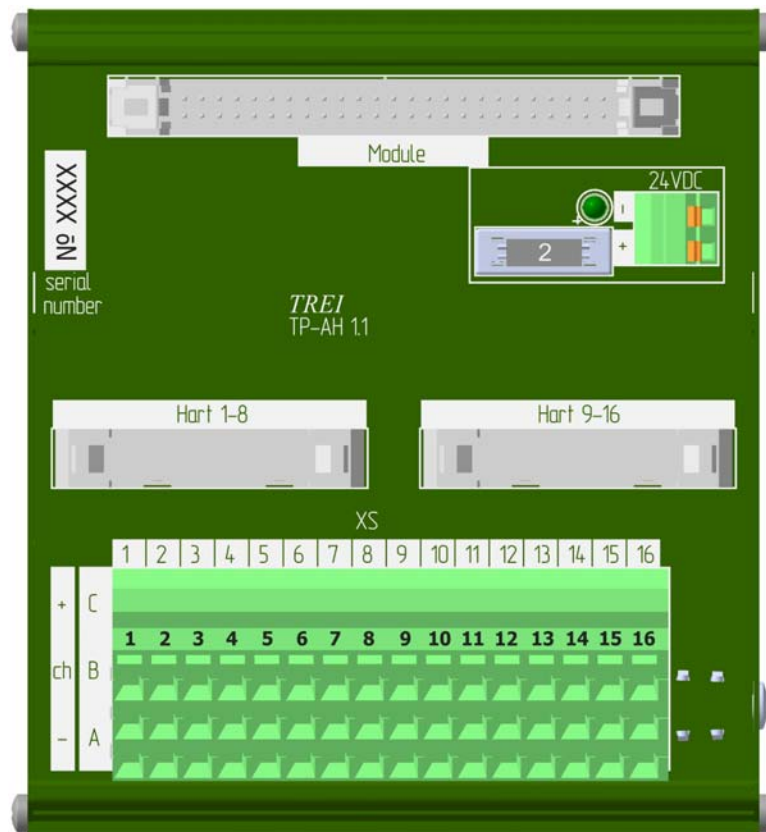 Module
24VDC
№ XXXX
serial
number
-
+
2
+
TREI
TP-AH 1.1
Hart 1-8
Hart 9-16
XS
1 2 3 4 5 6 7 8 9 10 11 12 13 14 15 16
+ C
1 2 3 4 5 6 7 8 9 10 11 12 13 14 15 16
ch B
- A